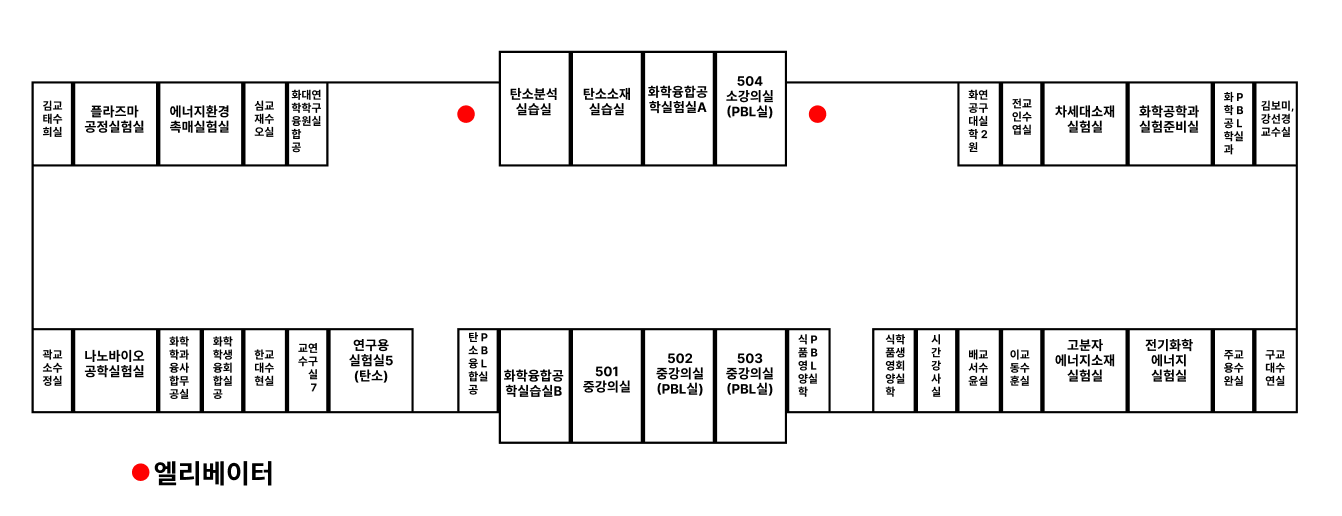 김태희
교수실
플라즈마
공정실험실
에너지환경
촉매실험실
심재오
교수실
화학융합공
대학원
연구실
탄소분석
실습실
탄소소재
실습실
화학융합공
학실험실A
504
소강의실
(PBL실)
화공대학원
연구실2
전인엽
교수실
차세대소재
실험실
화학공학과
실험준비실
화학공학과
PBL실
김보미,
강선경
교수실
곽소정
교수실
나노바이오
공학실험실
화학융합공
학과사무실
화학융합공
학생회실
한대현
교수실
교수
연구실7
연구용
실험실5
(탄소)
탄소융합공
PBL실
화학융합공
학실습실B
501
중강의실
502
중강의실
(PBL실)
503
중강의실
(PBL실)
식품영양학
PBL실
식품영양학
학생회실
시간강사실
배서윤
교수실
이동훈
교수실
고분자
에너지소재
실험실
전기화학
에너지
실험실
주용완
교수실
구대연
교수실
엘리베이터